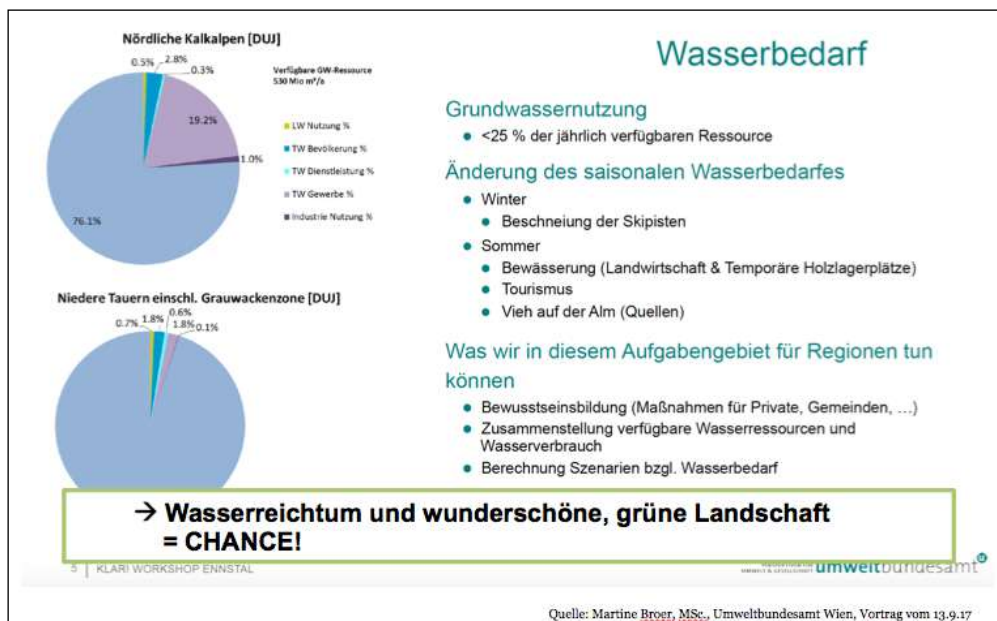 Nördliche Kalkalpen [DUJ]
0.5%
2.8%
0.3%
19.2%
1.0%
76.1%
Verfügbare GW-Ressource
530 Mio m³/a
LW Nutzung %
TW Bevölkerung %
TW Dienstleistung %
TW Gewerbe %
Industrie Nutzung %
Niedere Tauern einschl. Grauwackenzone [DUJ]
0.7%
1.8%
0.6%
1.8%
0.1%
Wasserbedarf
Grundwassernutzung
● <25 % der jährlich verfügbaren Ressource
Änderung des saisonalen Wasserbedarfes
● Winter
● Beschneiung der Skipisten
● Sommer
● Bewässerung (Landwirtschaft & Temporäre Holzlagerplätze)
● Tourismus
● Vieh auf der Alm (Quellen)
Was wir in diesem Aufgabengebiet für Regionen tun
können
● Bewusstseinsbildung (Maßnahmen für Private, Gemeinden, …)
● Zusammenstellung verfügbare Wasserressourcen und
Wasserverbrauch
● Berechnung Szenarien bzgl. Wasserbedarf
→ Wasserreichtum und wunderschöne, grüne Landschaft
= CHANCE!
5 | KLAR! WORKSHOP ENNSTAL
umweltbundesamt
Quelle: Martine Broer, MSc., Umweltbundesamt Wien, Vortrag vom 13.9.17